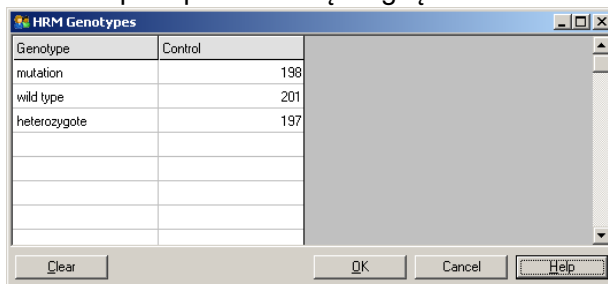 HRM Genotypes
Genotype Control
mutation 198
wild type 201
heterozygote 197
Clear OK Cancel Help